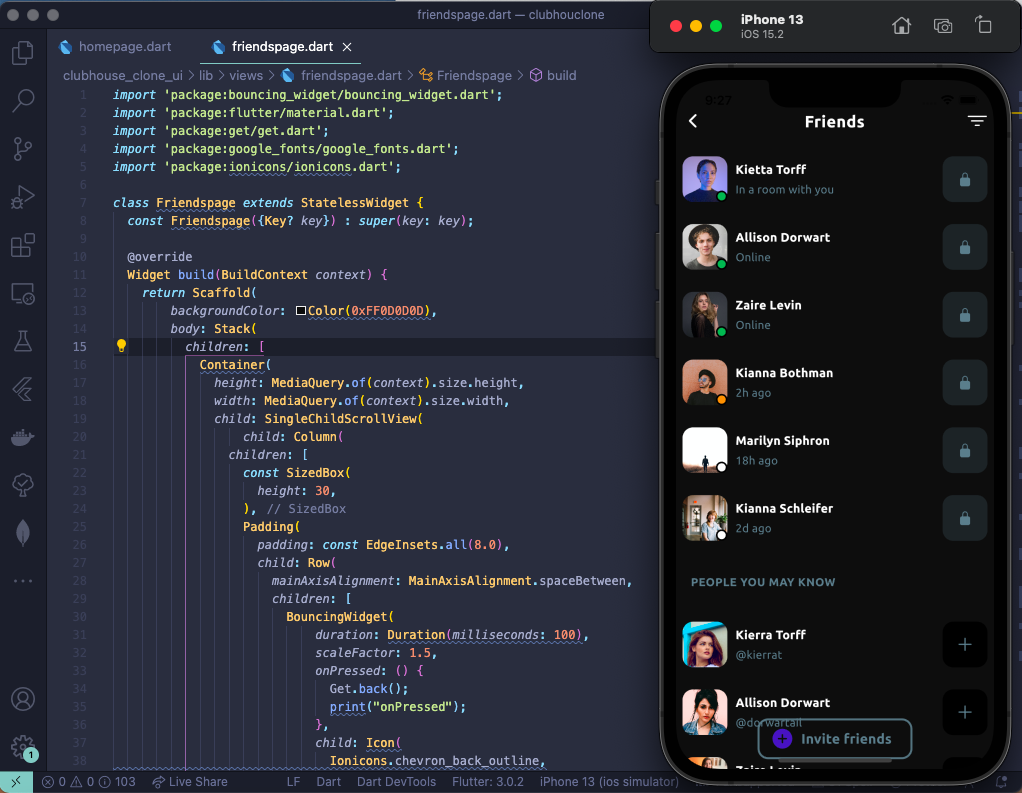 friendspage.dart — clubhouclone
homepage.dart
friendspage.dart
clubhouse_clone_ui > lib > views > friendspage.dart > Friendspage > build
1 import 'package:bouncing_widget/bouncing_widget.dart';
2 import 'package:flutter/material.dart';
3 import 'package:get/get.dart';
4 import 'package:google_fonts/google_fonts.dart';
5 import 'package:ionicons/ionicons.dart';
6
7 class Friendspage extends StatelessWidget {
8 const Friendspage({Key? key}) : super(key: key);
9
10 @override
11 Widget build(BuildContext context) {
12 return Scaffold(
13 backgroundColor: Color(0xFF0D0D0D),
14 body: Stack(
15 children: [
16 Container(
17 height: MediaQuery.of(context).size.height,
18 width: MediaQuery.of(context).size.width,
19 child: SingleChildScrollView(
20 child: Column(
21 children: [
22 const SizedBox(
23 height: 30,
24 ), // SizedBox
25 Padding(
26 padding: const EdgeInsets.all(8.0),
27 child: Row(
28 mainAxisAlignment: MainAxisAlignment.spaceBetween,
29 children: [
30 BouncingWidget(
31 duration: Duration(milliseconds: 100),
32 scaleFactor: 1.5,
33 onPressed: () {
34 Get.back();
35 print("onPressed");
36 },
37 child: Icon(
38 Ionicons.chevron_back_outline,
1
0 0 103 Live Share LF Dart Dart DevTools Flutter: 3.0.2 iPhone 13 (ios simulator)
iPhone 13
iOS 15.2
9:27
Friends
Kietta Torff
In a room with you
Allison Dorwart
Online
Zaire Levin
Online
Kianna Bothman
2h ago
Marilyn Siphron
18h ago
Kianna Schleifer
2d ago
PEOPLE YOU MAY KNOW
Kierra Torff
@kierrat
Allison Dorwart
@dorwartall
Invite friends
Zaire Levin